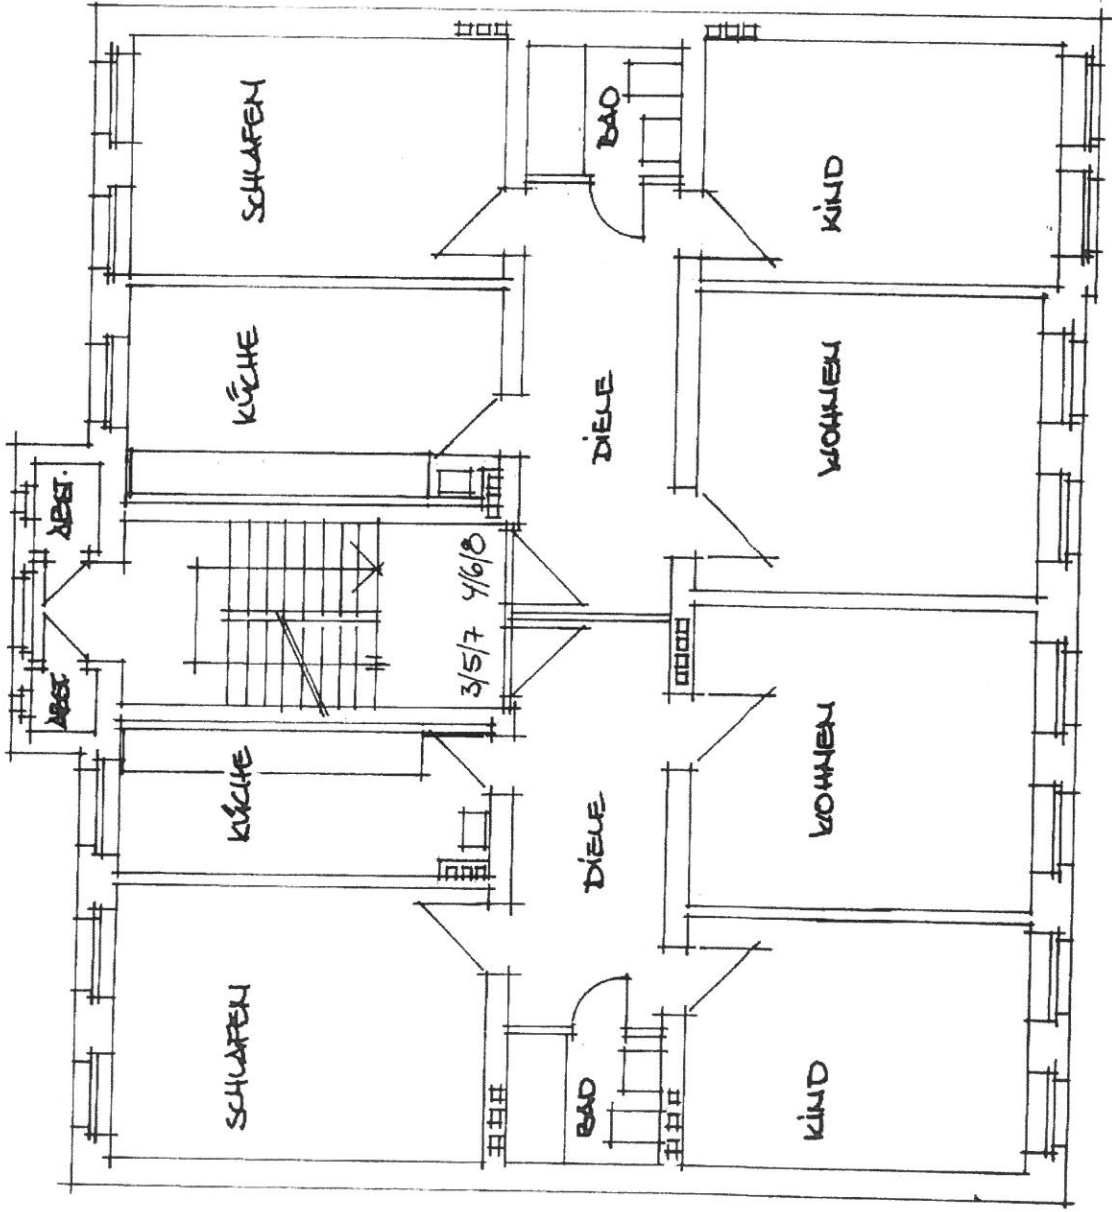 SCHLAFEN
BAD
KIND
KÜCHE
DIELE
WOHNEN
ABST.
3/5/7 4/6/8
ABST.
KÜCHE
DIELE
WOHNEN
SCHLAFEN
BAD
KIND